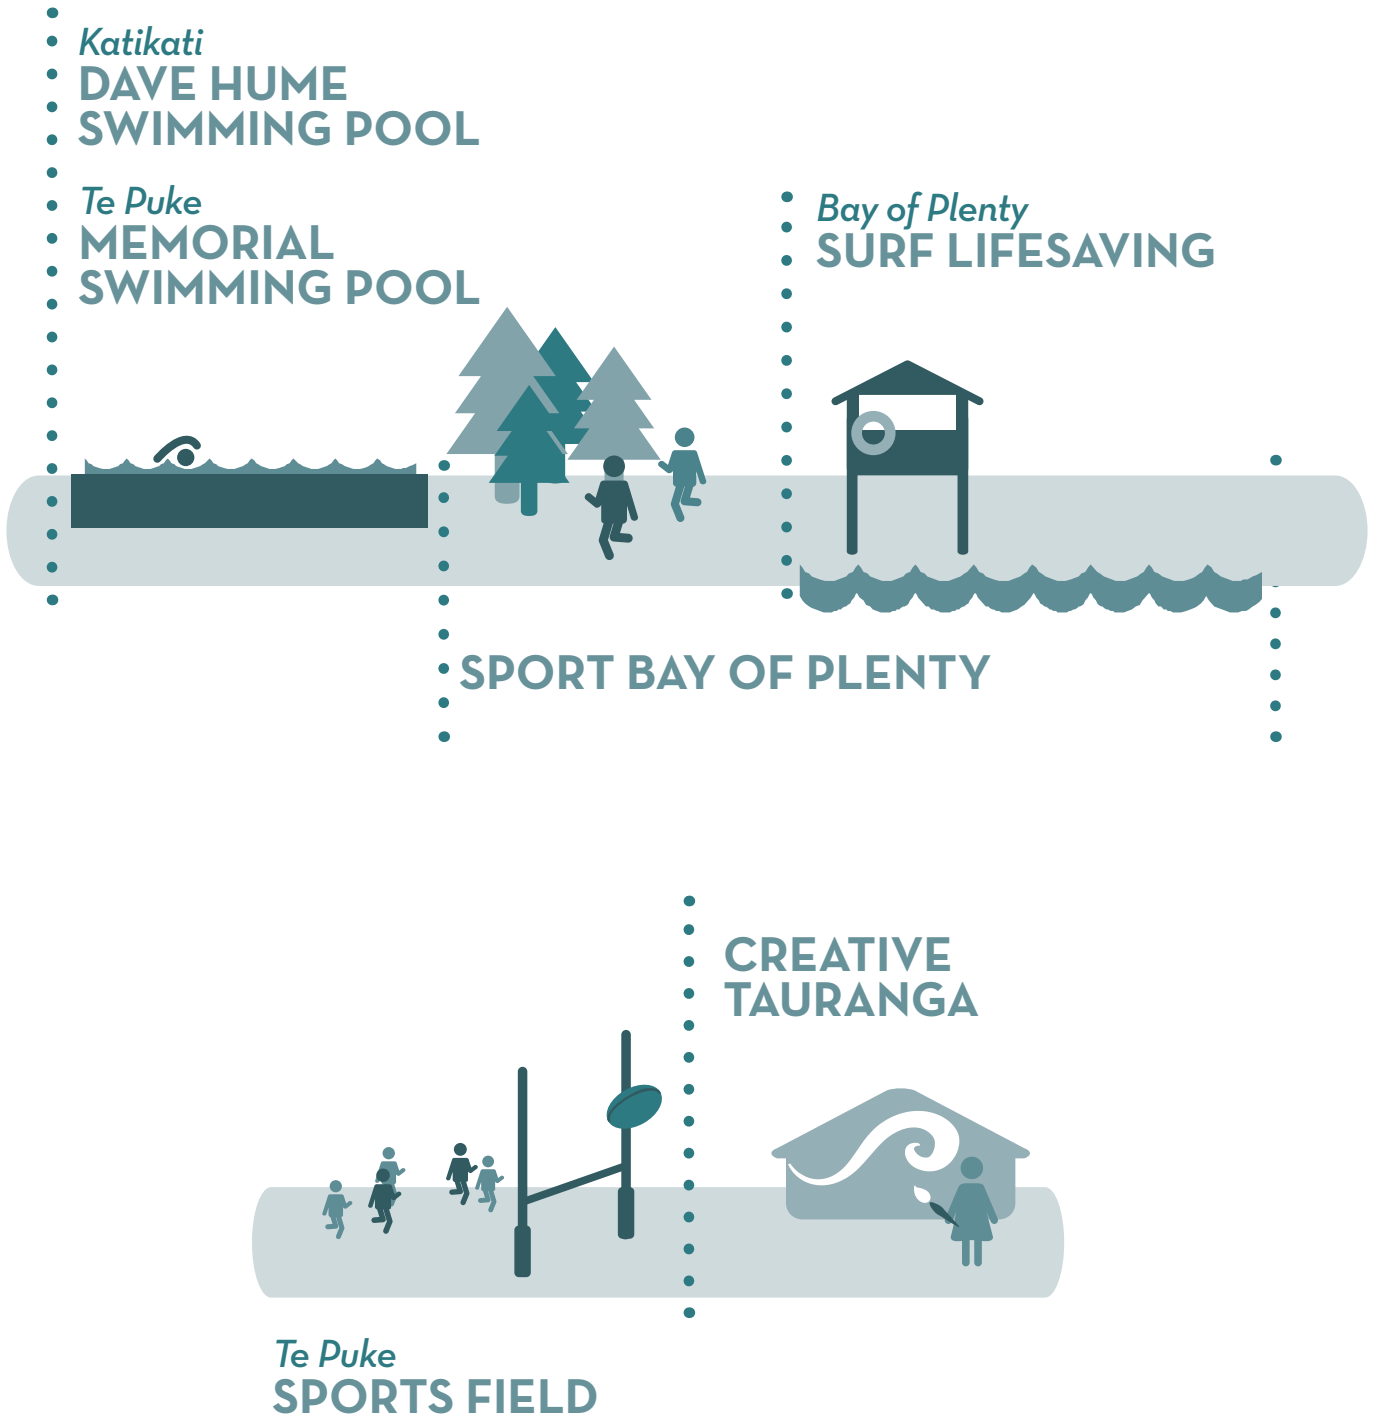 Katikati
DAVE HUME
SWIMMING POOL
Te Puke
MEMORIAL
SWIMMING POOL
Bay of Plenty
SURF LIFESAVING
SPORT BAY OF PLENTY
CREATIVE
TAURANGA
Te Puke
SPORTS FIELD